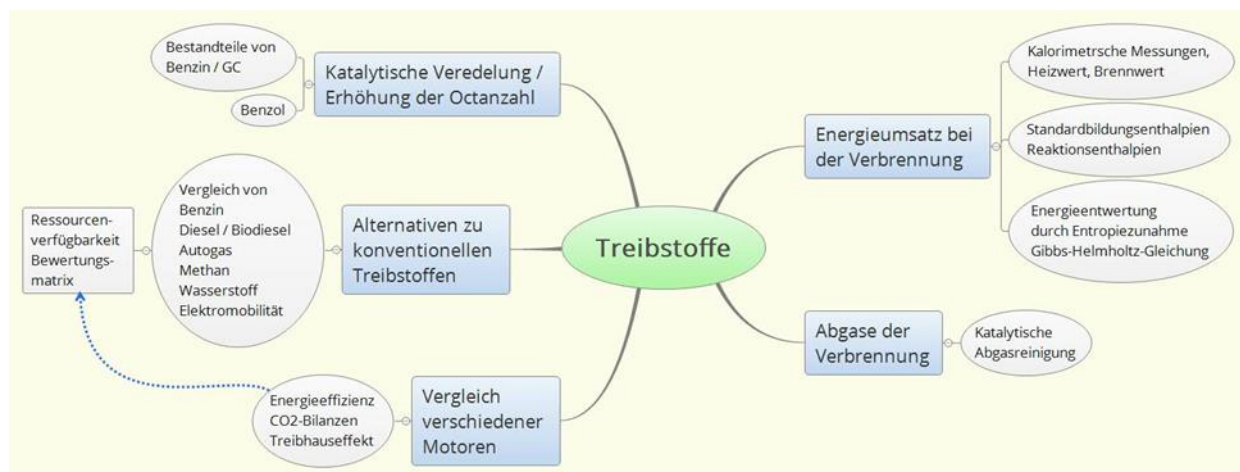 Bestandteile von
Benzin / GC
Benzol
Katalytische Veredelung /
Erhöhung der Octanzahl
Ressourcen-
verfügbarkeit
Bewertungs-
matrix
Vergleich von
Benzin
Diesel / Biodiesel
Autogas
Methan
Wasserstoff
Elektromobilität
Alternativen zu
konventionellen
Treibstoffen
Energieeffizienz
CO2-Bilanzen
Treibhauseffekt
Vergleich
verschiedener
Motoren
Treibstoffe
Energieumsatz bei
der Verbrennung
Kalorimetrsche Messungen,
Heizwert, Brennwert
Standardbildungsenthalpien
Reaktionsenthalpien
Energieentwertung
durch Entropiezunahme
Gibbs-Helmholtz-Gleichung
Abgase der
Verbrennung
Katalytische
Abgasreinigung